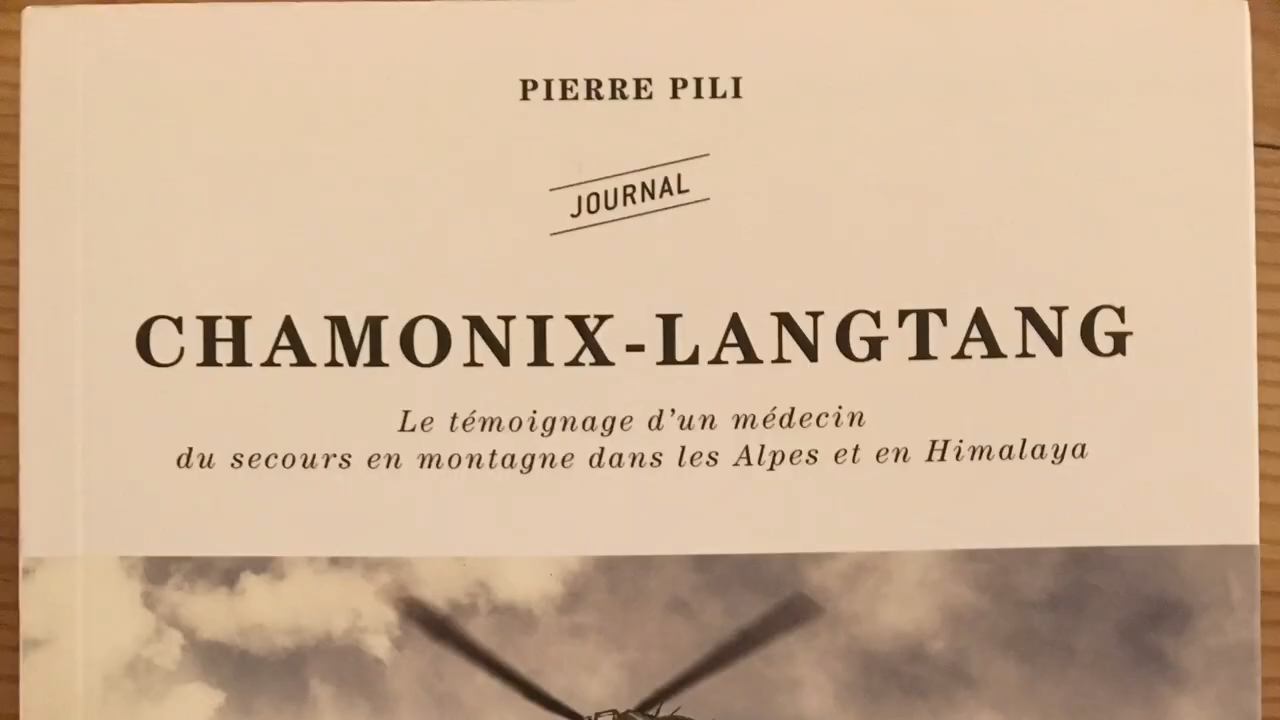 PIERRE PILI
JOURNAL
CHAMONIX-LANGTANG
Le témoignage d'un médecin
du secours en montagne dans les Alpes et en Himalaya